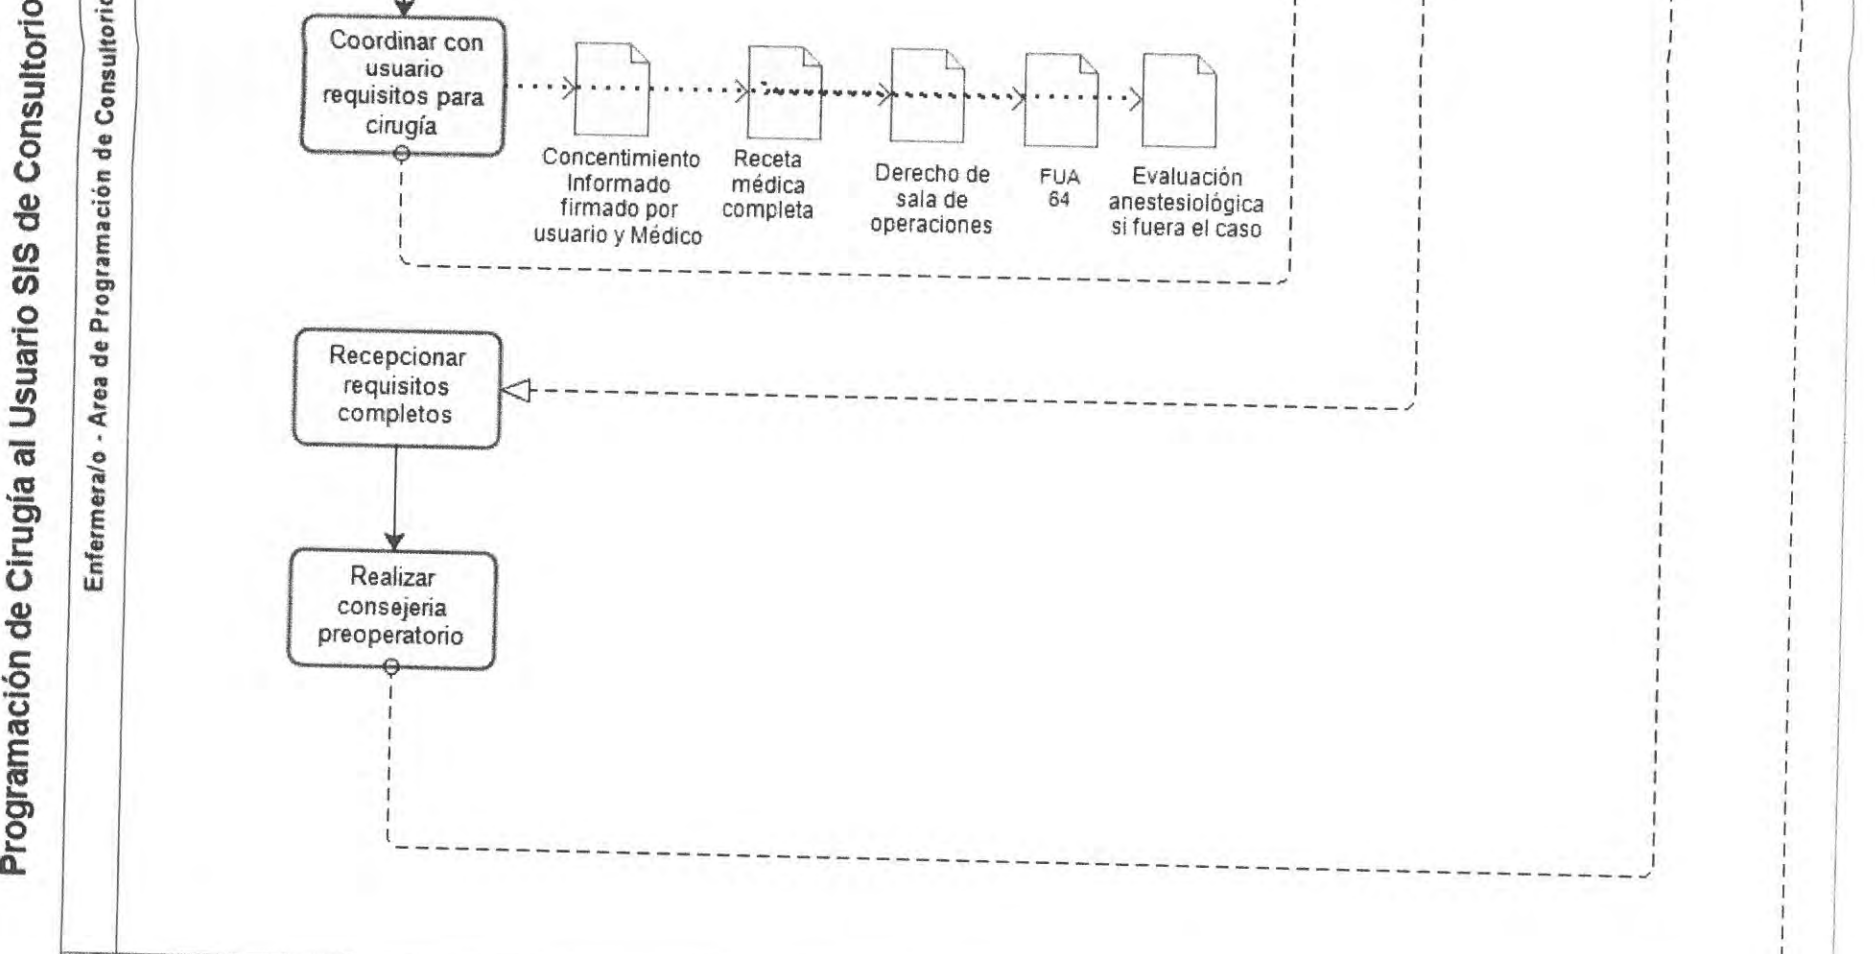 Programación de Cirugía al Usuario SIS de Consultorio
Enfermera/o - Area de Programación de Consultorio
Coordinar con
usuario
requisitos para
cirugía
Concentimiento
Informado
firmado por
usuario y Médico
Receta
médica
completa
Derecho de
sala de
operaciones
FUA
64
Evaluación
anestesiológica
si fuera el caso
Recepcionar
requisitos
completos
Realizar
consejeria
preoperatorio